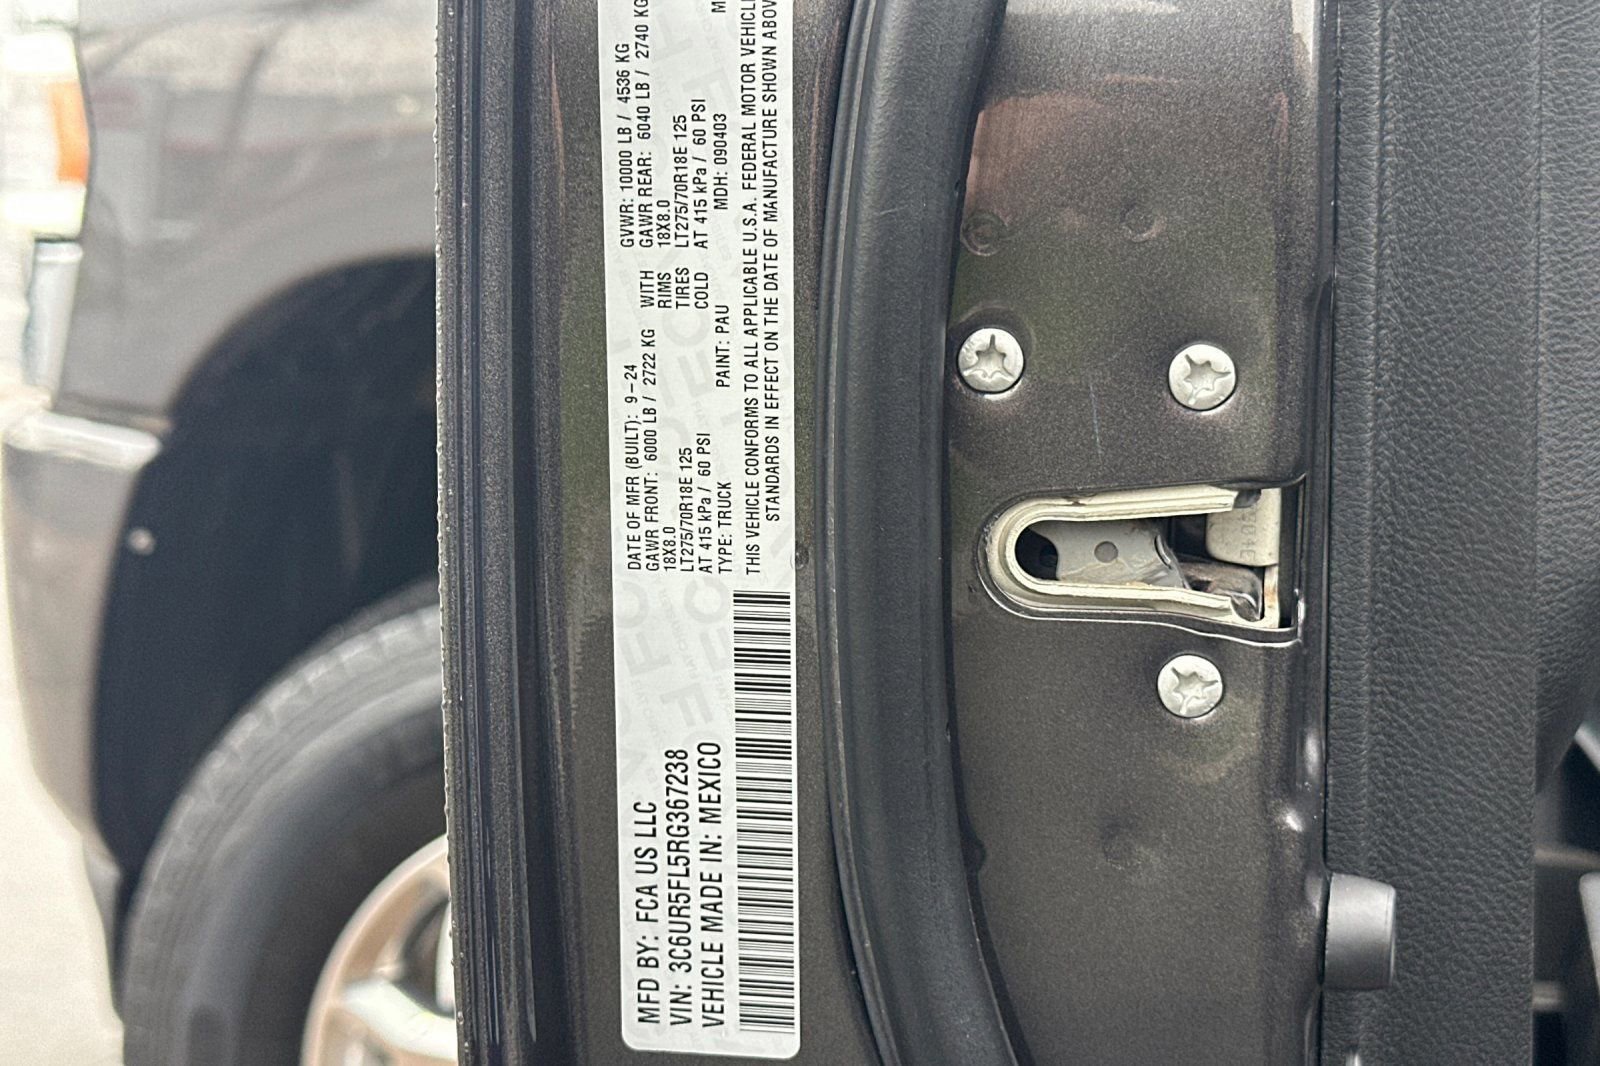 MFD BY: FCA US LLC
VIN: 3C6UR5FL5RG367238
VEHICLE MADE IN: MEXICO
DATE OF MFR (BUILT): 9-24
GVWR: 10000 LB / 4536 KG
GAWR FRONT: 6000 LB / 2722 KG WITH GAWR REAR: 6040 LB / 2740 KG
18X8.0 RIMS 18X8.0
LT275/70R18E 125 TIRES LT275/70R18E 125
AT 415 kPa / 60 PSI COLD AT 415 kPa / 60 PSI
TYPE: TRUCK PAINT: PAU MDH: 090403
THIS VEHICLE CONFORMS TO ALL APPLICABLE U.S.A. FEDERAL MOTOR
STANDARDS IN EFFECT ON THE DATE OF MANUFACTURE SHOWN